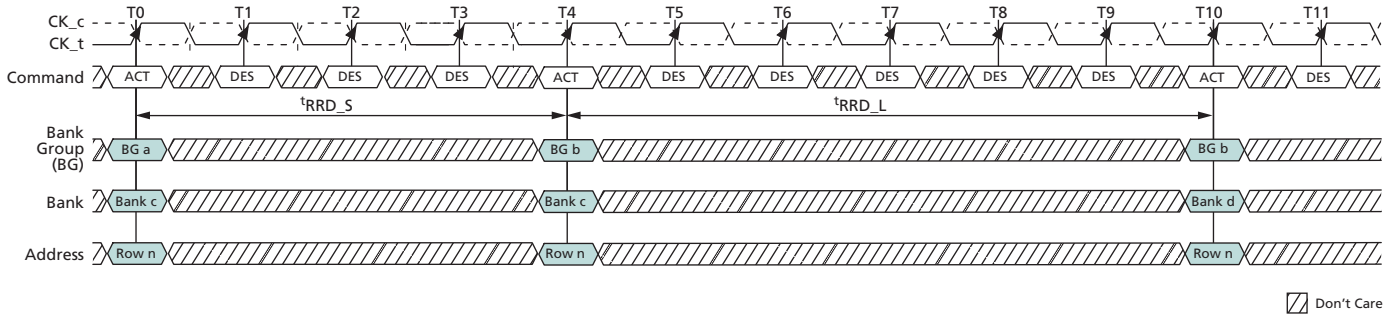 T0 T1 T2 T3 T4 T5 T6 T7 T8 T9 T10 T11
CK_c
CK_t
Command ACT DES DES DES ACT DES DES DES DES DES ACT DES
tRRD_S tRRD_L
Bank
Group
(BG)
BG a BG b BG b
Bank Bank c Bank c Bank d
Address Row n Row n Row n
Don't Care